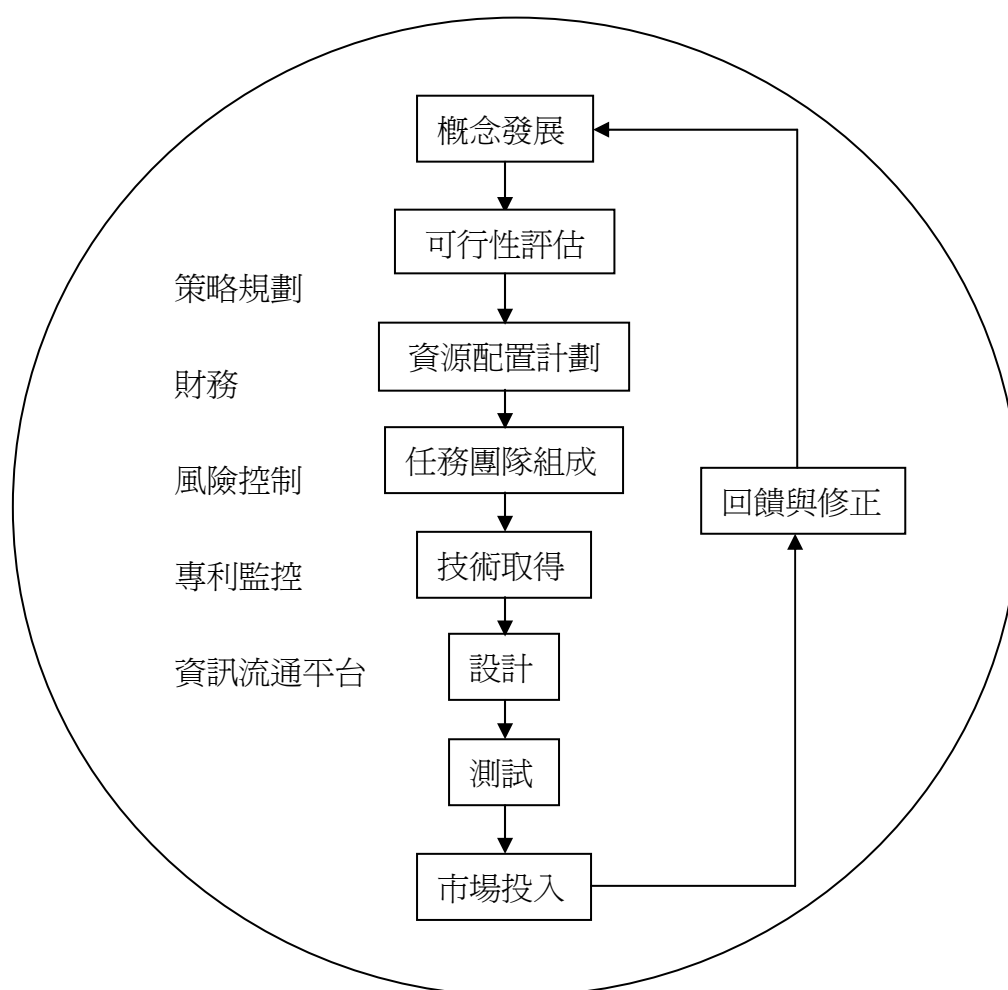 概念發展
可行性評估
策略規劃
資源配置計劃
財務
任務團隊組成
風險控制
回饋與修正
技術取得
專利監控
設計
資訊流通平台
測試
市場投入